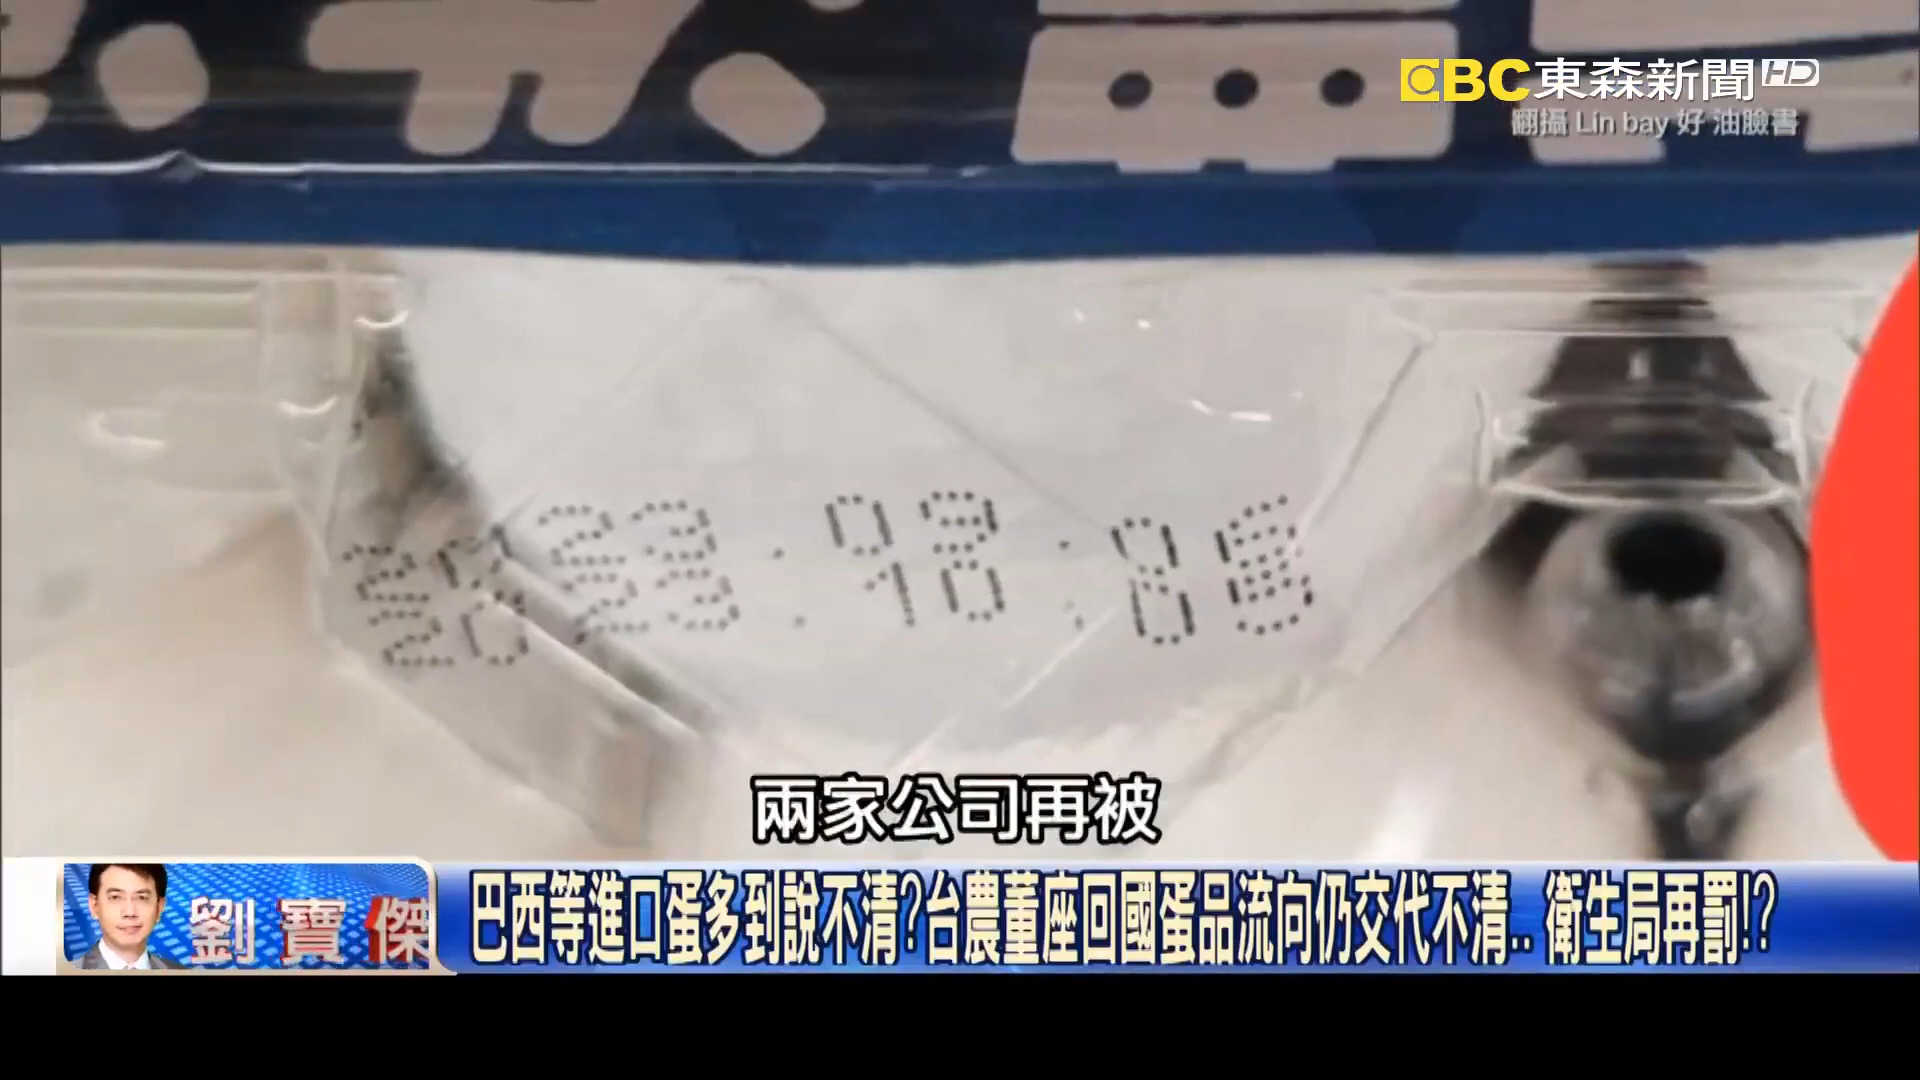 EBC東森新聞HD
翻攝 Lin bay 好 油臉書
兩家公司再被
劉寶傑
巴西等進口蛋多到說不清?台農董座回國蛋品流向仍交代不清.. 衛生局再罰!?